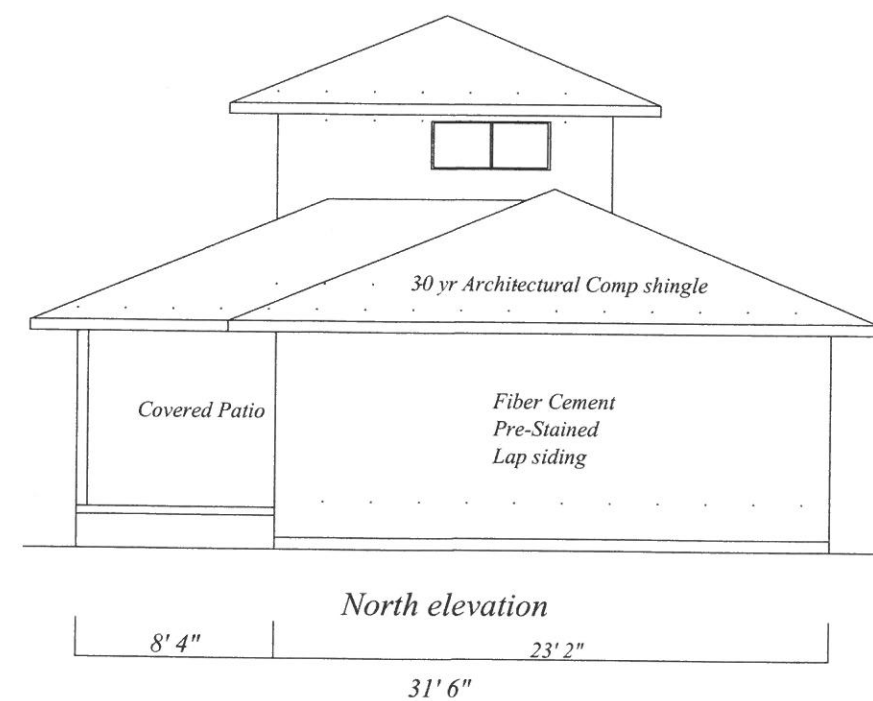 30 yr Architectural Comp shingle
Covered Patio
Fiber Cement
Pre-Stained
Lap siding
North elevation
8' 4"
23' 2"
31' 6"